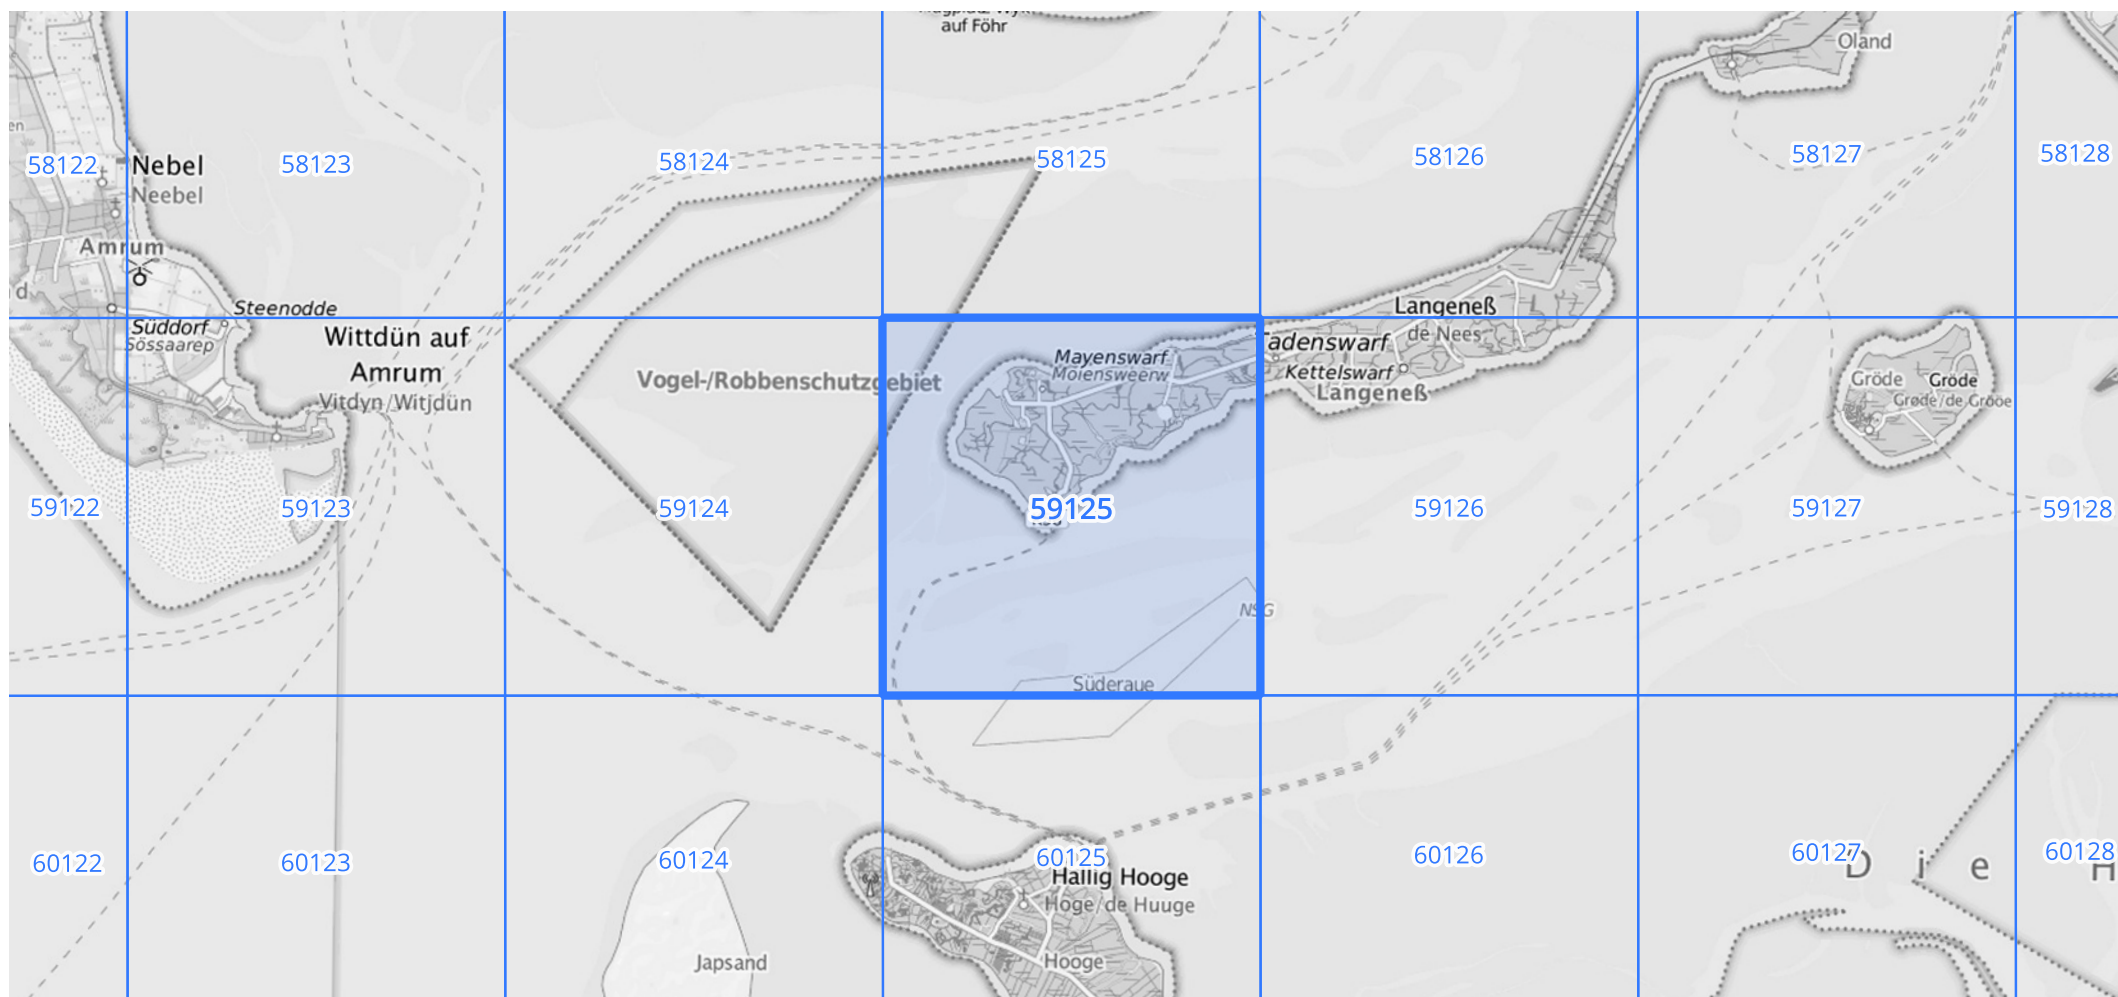 auf Föhr
Oland
en
58122
Nebel
58123
58124
58125
58126
58127
58128
Neebel
Amrum
d
Steenodde
Süddorf
Sössaarep
Wittdün auf
Amrum
Vitdyn/Witjdün
Vogel-/Robbenschutzgebiet
Mayenswarf
Moiensweerw
Langeneß
de Nees
adenswarf
Kettelswarf
Langeneß
Gröde
Gröde
Grøde/de Grööe
59122
59123
59124
59125
59126
59127
59128
NSG
Süderaue
60122
60123
60124
60125
60126
60127
60128
D i e H
Hallig Hooge
Hoge/de Huuge
Japsand
Hooge